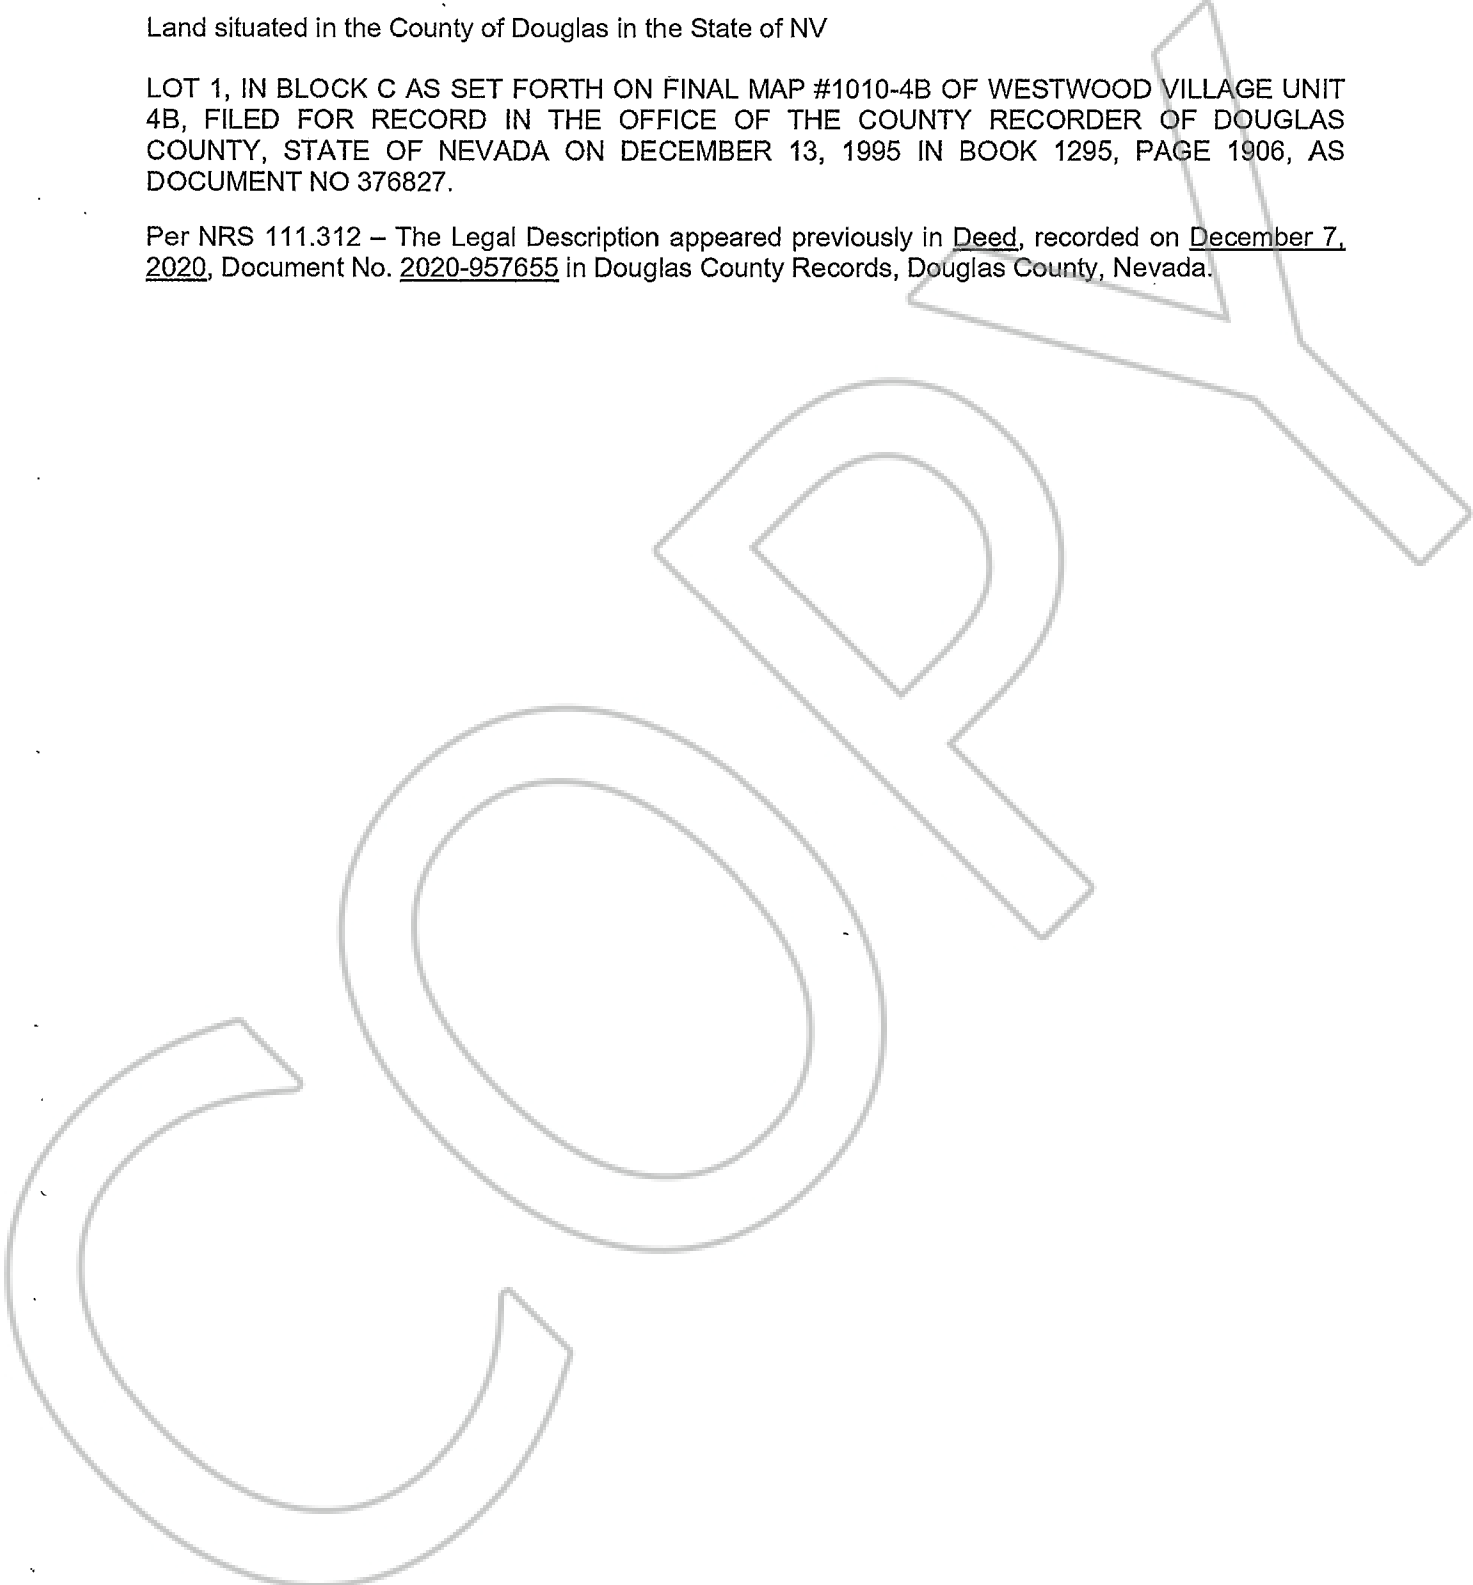 Land situated in the County of Douglas in the State of NV
LOT 1, IN BLOCK C AS SET FORTH ON FINAL MAP #1010-4B OF WESTWOOD VILLAGE UNIT
4B, FILED FOR RECORD IN THE OFFICE OF THE COUNTY RECORDER OF DOUGLAS
COUNTY, STATE OF NEVADA ON DECEMBER 13, 1995 IN BOOK 1295, PAGE 1906, AS
DOCUMENT NO 376827.
Per NRS 111.312 – The Legal Description appeared previously in Deed, recorded on December 7,
2020, Document No. 2020-957655 in Douglas County Records, Douglas County, Nevada.
COPY